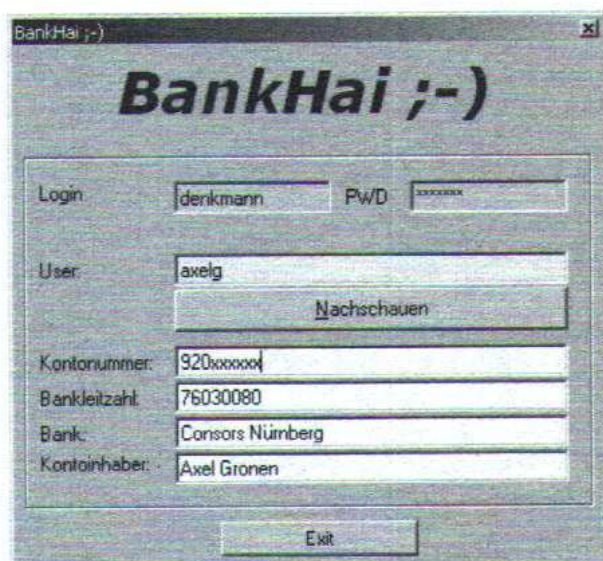 BankHai ;-)
BankHai ;-)
Login denkmann PWD xxxxxxx
User: axelg
Nachschauen
Kontonummer: 920xxxxxx
Bankleitzahl: 76030080
Bank: Consors Nürnberg
Kontoinhaber: Axel Gronen
Exit